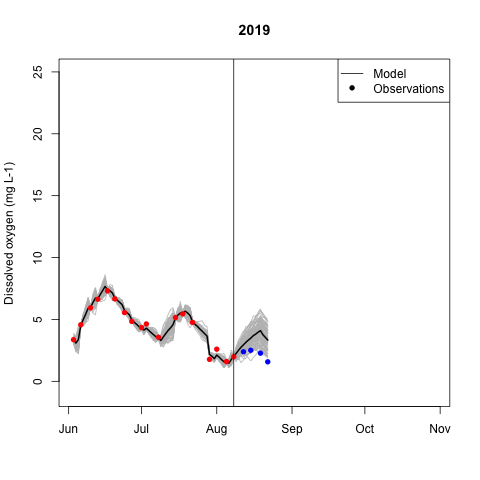 2019
Model
Observations
Dissolved oxygen (mg L-1)
25
20
15
10
5
0
Jun Jul Aug Sep Oct Nov